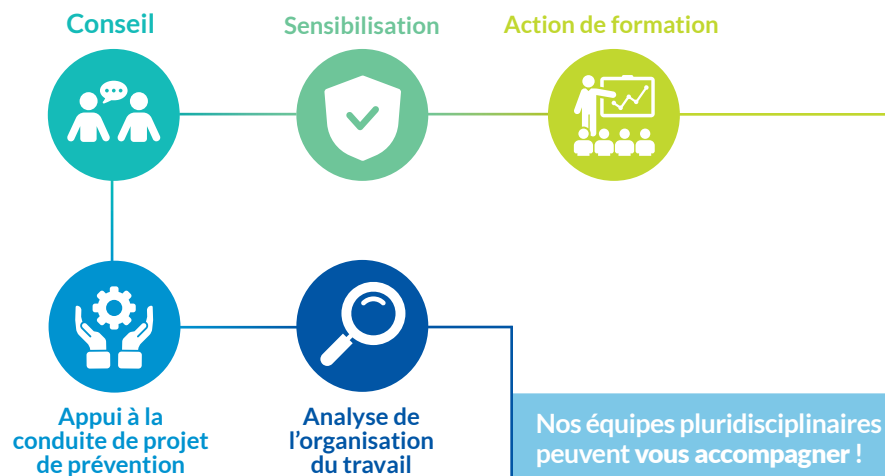 Conseil
Sensibilisation
Action de formation
Appui à la
conduite de projet
de prévention
Analyse de
l'organisation
du travail
Nos équipes pluridisciplinaires
peuvent vous accompagner !